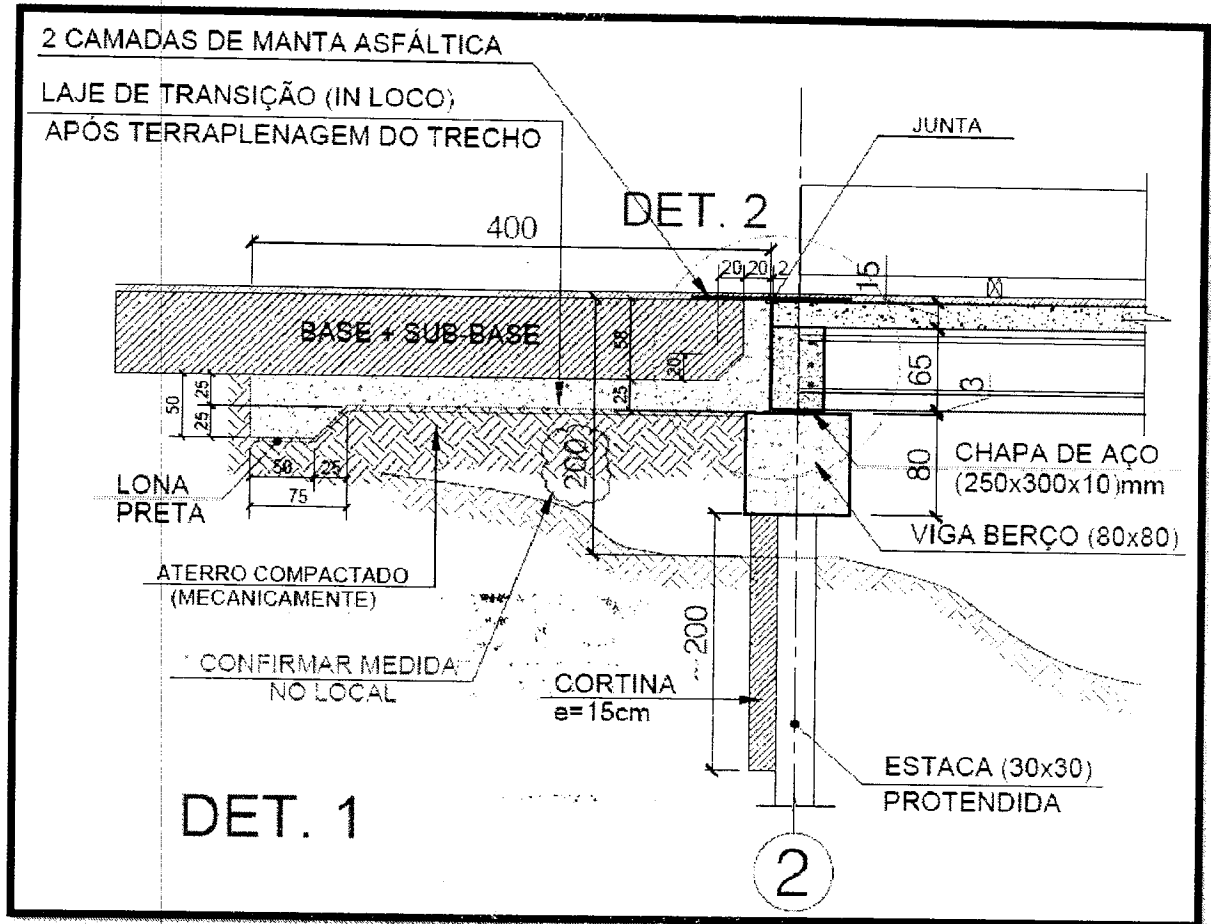 2 CAMADAS DE MANTA ASFÁLTICA
LAJE DE TRANSIÇÃO (IN LOCO)
APÓS TERRAPLENAGEM DO TRECHO
JUNTA
DET. 2
400
20
20
2
15
BASE + SUB-BASE
58
20
65
3
50
25
25
25
50
25
75
200
80
LONA
PRETA
CHAPA DE AÇO
(250x300x10)mm
VIGA BERÇO (80x80)
ATERRO COMPACTADO
(MECANICAMENTE)
200
CONFIRMAR MEDIDA
NO LOCAL
CORTINA
e=15cm
ESTACA (30x30)
PROTENDIDA
DET. 1
2